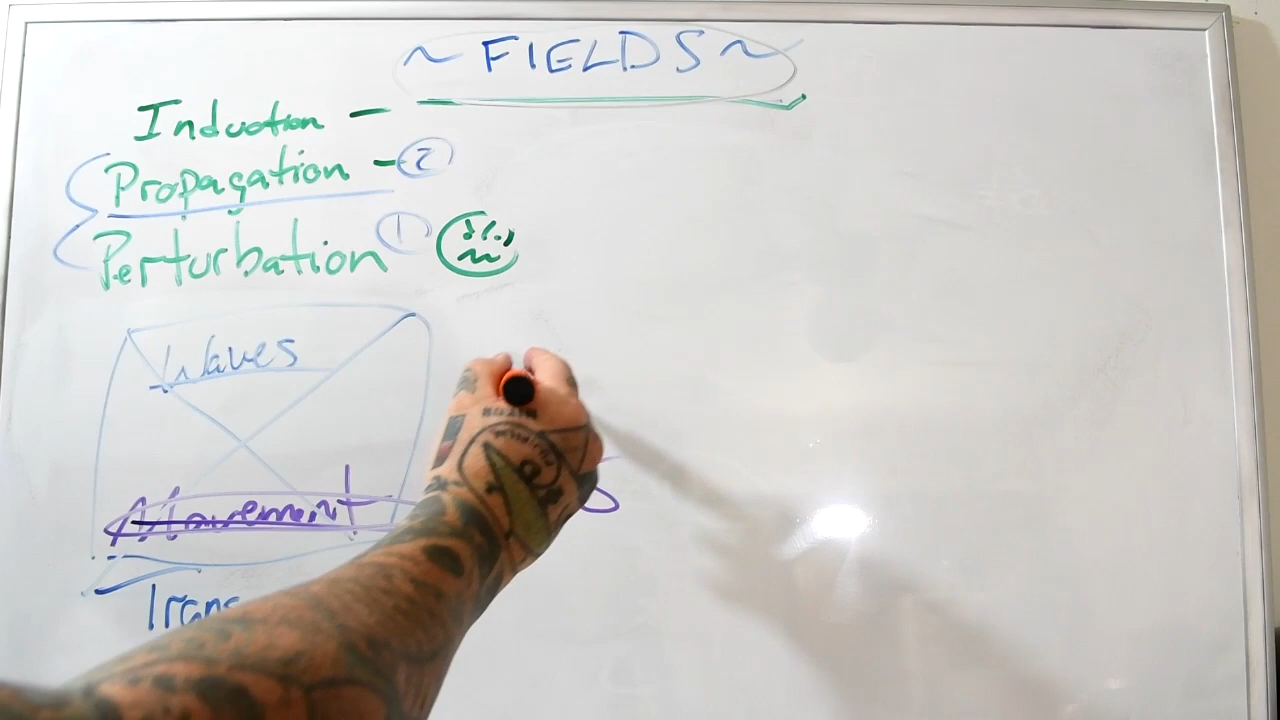 ~ FIELDS ~
Induction -
Propagation - 2
Perturbation 1
Waves
Movement
Trans